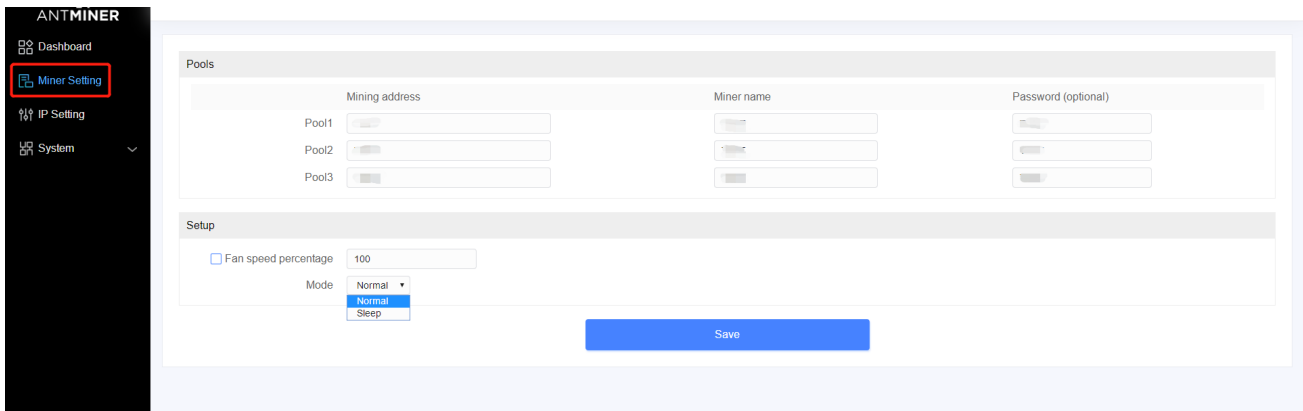 ANTMINER
Dashboard
Miner Setting
IP Setting
System
Pools
Mining address Miner name Password (optional)
Pool1
Pool2
Pool3
Setup
Fan speed percentage 100
Mode Normal
Normal
Sleep
Save